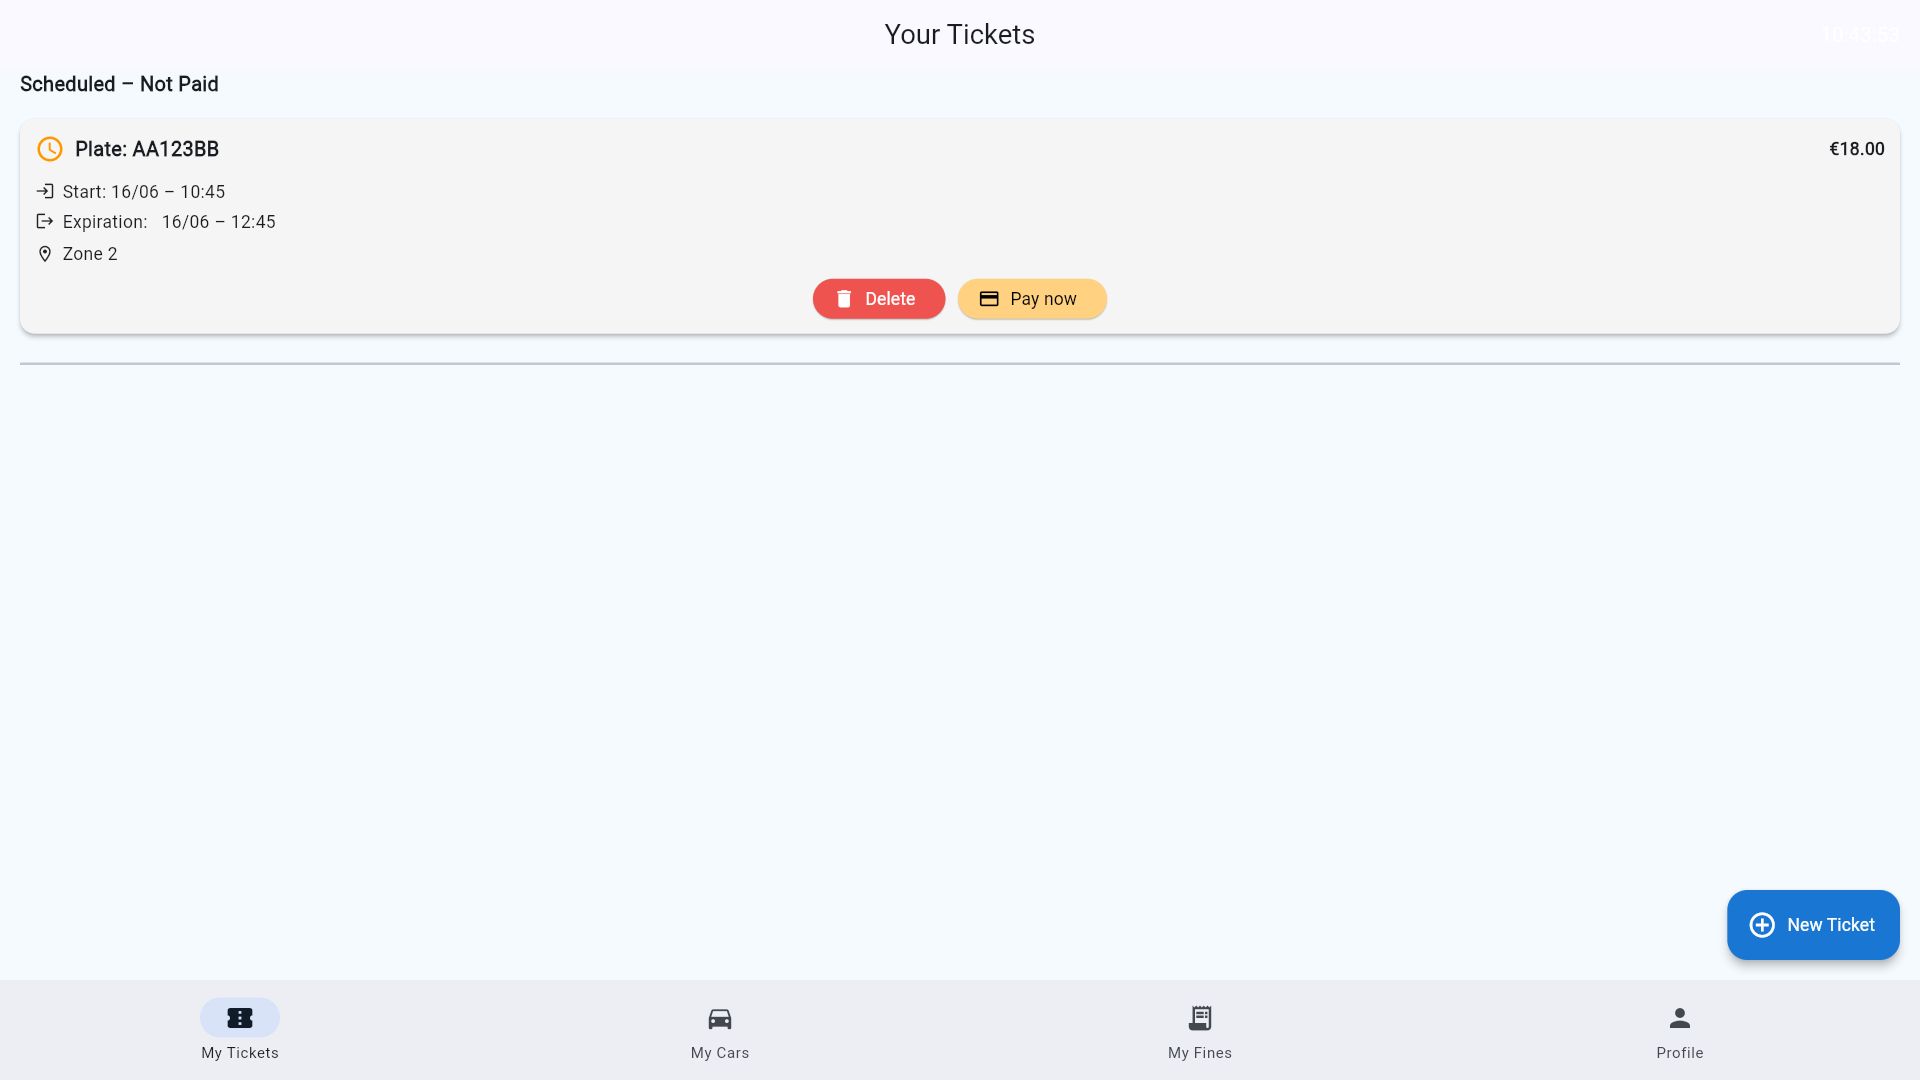 Your Tickets
10:43:53
Scheduled – Not Paid
Plate: AA123BB
€18.00
Start: 16/06 – 10:45
Expiration: 16/06 – 12:45
Zone 2
Delete
Pay now
New Ticket
My Tickets
My Cars
My Fines
Profile